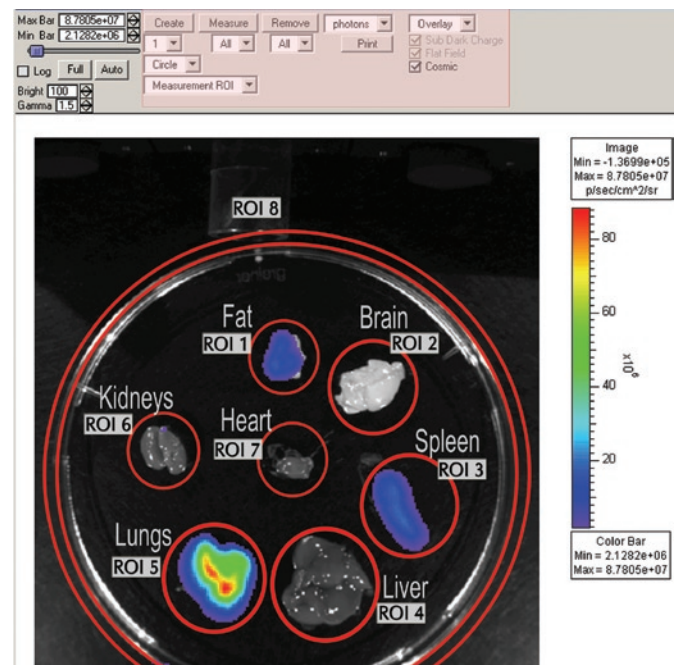 Max Bar 8.7805e+07
Min Bar 2.1282e+06
Log Full Auto
Bright 100
Gamma 1.5
Create Measure Remove photons
1 All All Print
Circle
Measurement ROI
Overlay
Sub Dark Charge
Flat Field
Cosmic
ROI 8
Fat
ROI 1
Brain
ROI 2
Kidneys
ROI 6
Heart
ROI 7
Spleen
ROI 3
Lungs
ROI 5
Liver
ROI 4
Image
Min = -1.3699e+05
Max = 8.7805e+07
p/sec/cm^2/sr
80
60
40
20
x10^6
Color Bar
Min = 2.1282e+06
Max = 8.7805e+07